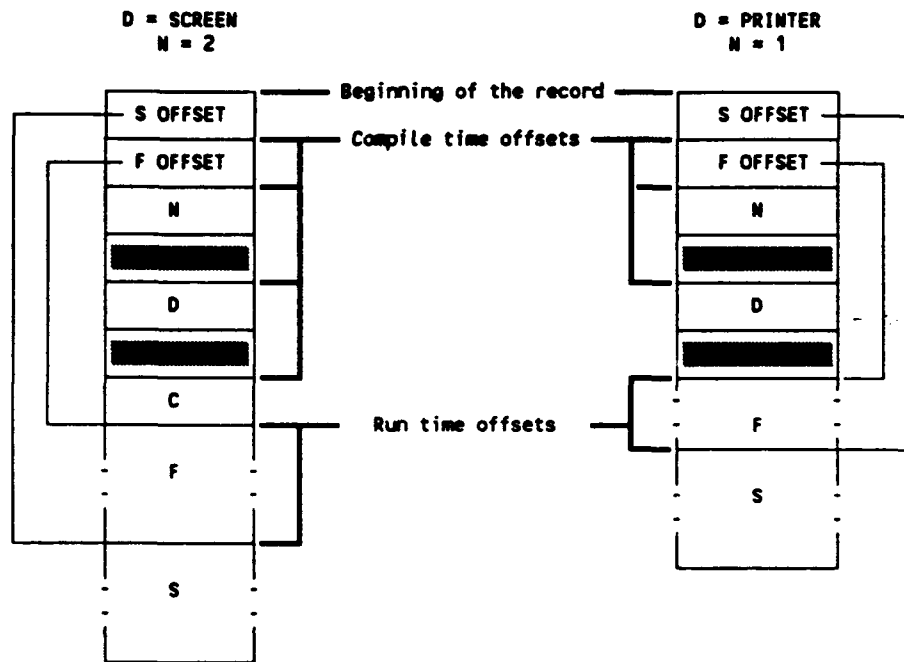 D = SCREEN
N = 2
D = PRINTER
N = 1
Beginning of the record
S OFFSET
S OFFSET
Compile time offsets
F OFFSET
F OFFSET
N
N
D
D
C
Run time offsets
F
F
S
S